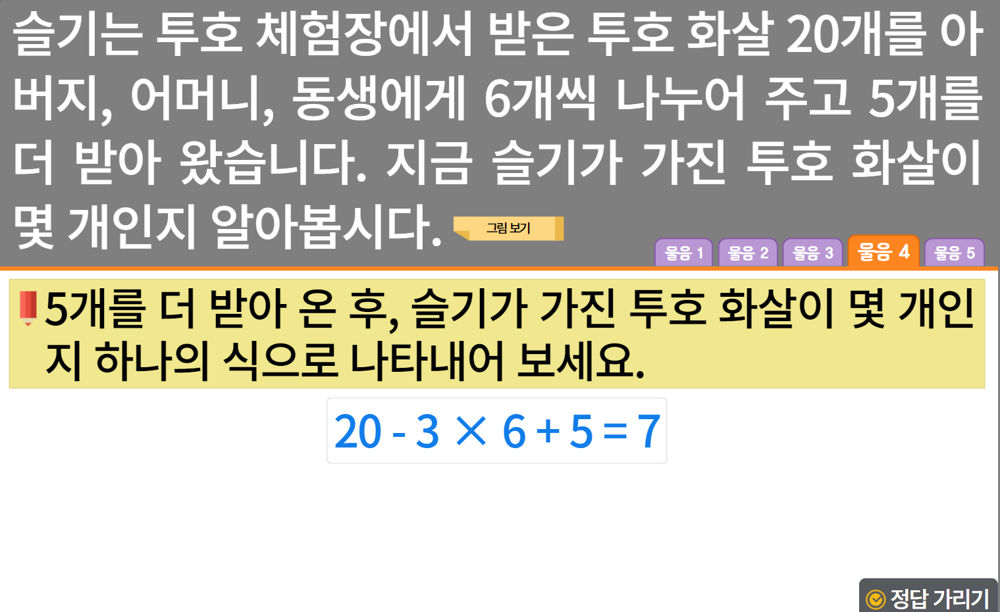 슬기는 투호 체험장에서 받은 투호 화살 20개를 아
버지, 어머니, 동생에게 6개씩 나누어 주고 5개를
더 받아 왔습니다. 지금 슬기가 가진 투호 화살이
몇 개인지 알아봅시다. 그림 보기
물음 1 물음 2 물음 3 물음 4 물음 5
5개를 더 받아 온 후, 슬기가 가진 투호 화살이 몇 개인
지 하나의 식으로 나타내어 보세요.
20 - 3 × 6 + 5 = 7
정답 가리기